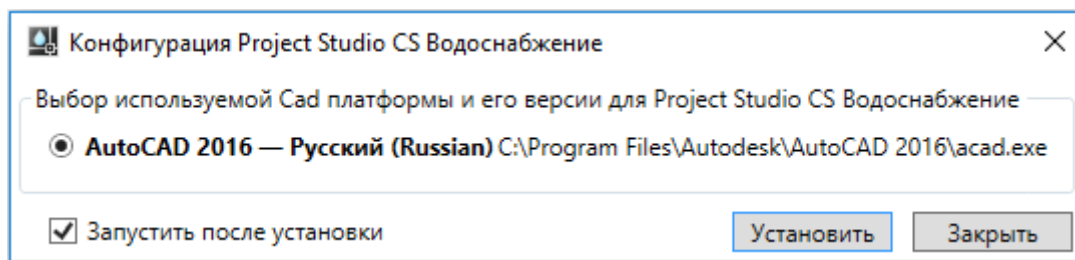 Конфигурация Project Studio CS Водоснабжение
Выбор используемой Cad платформы и его версии для Project Studio CS Водоснабжение
AutoCAD 2016 — Русский (Russian) C:\Program Files\Autodesk\AutoCAD 2016\acad.exe
Запустить после установки Установить Закрыть